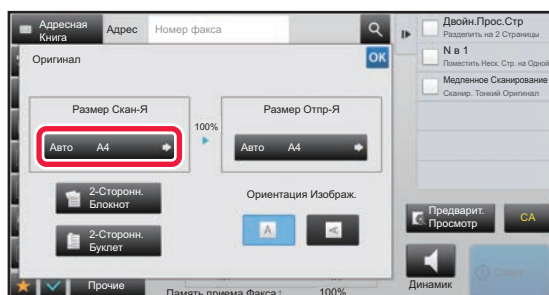 Адресная
Книга
Адрес
Номер факса
Двойн.Прос.Стр
Разделить на 2 Страницы
N в 1
Поместить Неск. Стр. на Одной
Медленное Сканирование
Сканир. Тонкий Оригинал
Оригинал
OK
Размер Скан-Я
100%
Размер Отпр-Я
Авто A4
Авто A4
2-Сторонн.
Блокнот
2-Сторонн.
Буклет
Ориентация Изображ.
A
A
Предварит.
Просмотр
CA
Прочие
Память приема Факса :
100%
Динамик
Старт